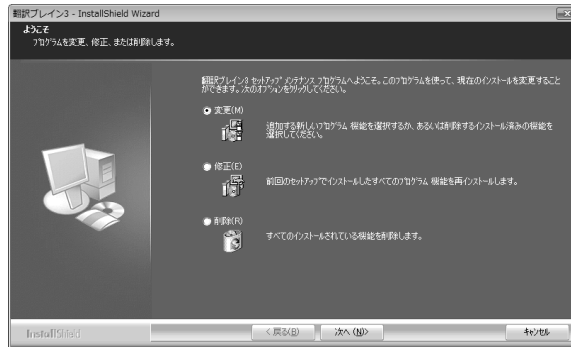 翻訳ブレイン3 - InstallShield Wizard
ようこそ
プログラムを変更、修正、または削除します。
翻訳ブレイン3 セットアップ メンテナンス プログラムへようこそ。このプログラムを使って、現在のインストールを変更すること
ができます。次のオプションをクリックしてください。
変更(M)
追加する新しいプログラム 機能を選択するか、あるいは削除するインストール済みの機能を
選択してください。
修正(E)
前回のセットアップでインストールしたすべてのプログラム 機能を再インストールします。
削除(R)
すべてのインストールされている機能を削除します。
InstallShield
< 戻る(B)
次へ (N)>
キャンセル